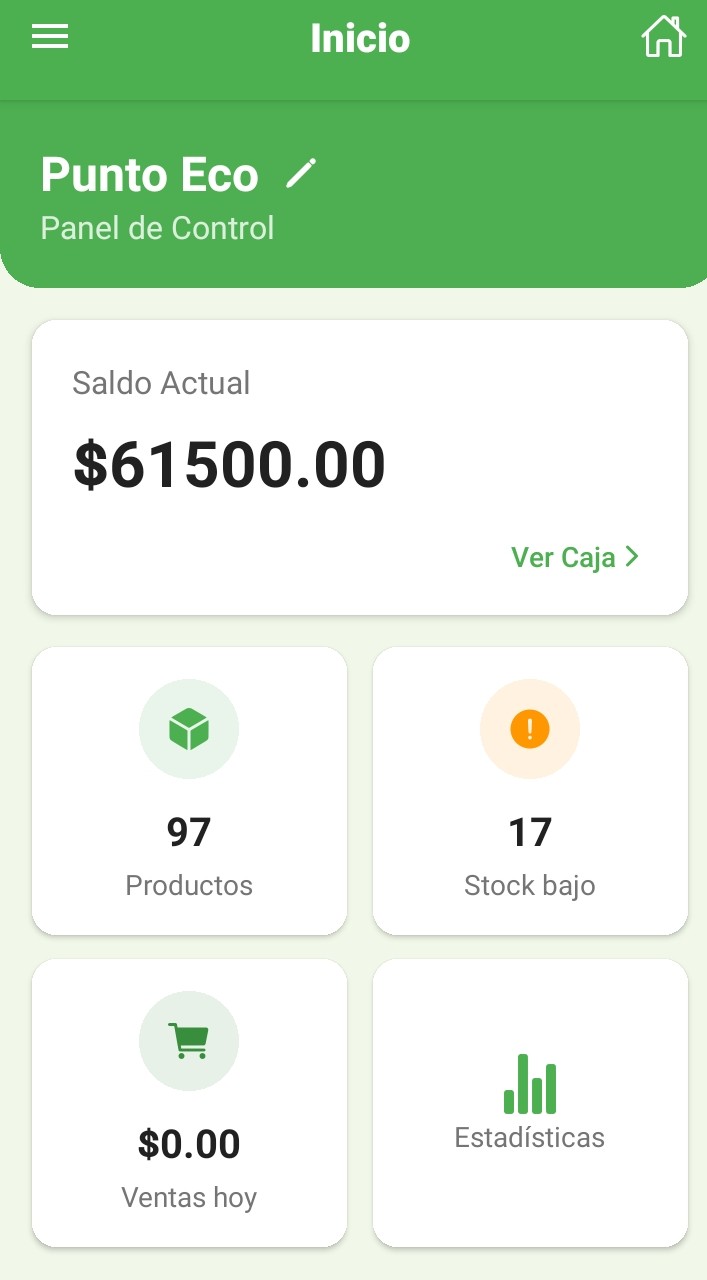 Inicio
Punto Eco
Panel de Control
Saldo Actual
$61500.00
Ver Caja
97
Productos
17
Stock bajo
$0.00
Ventas hoy
Estadísticas